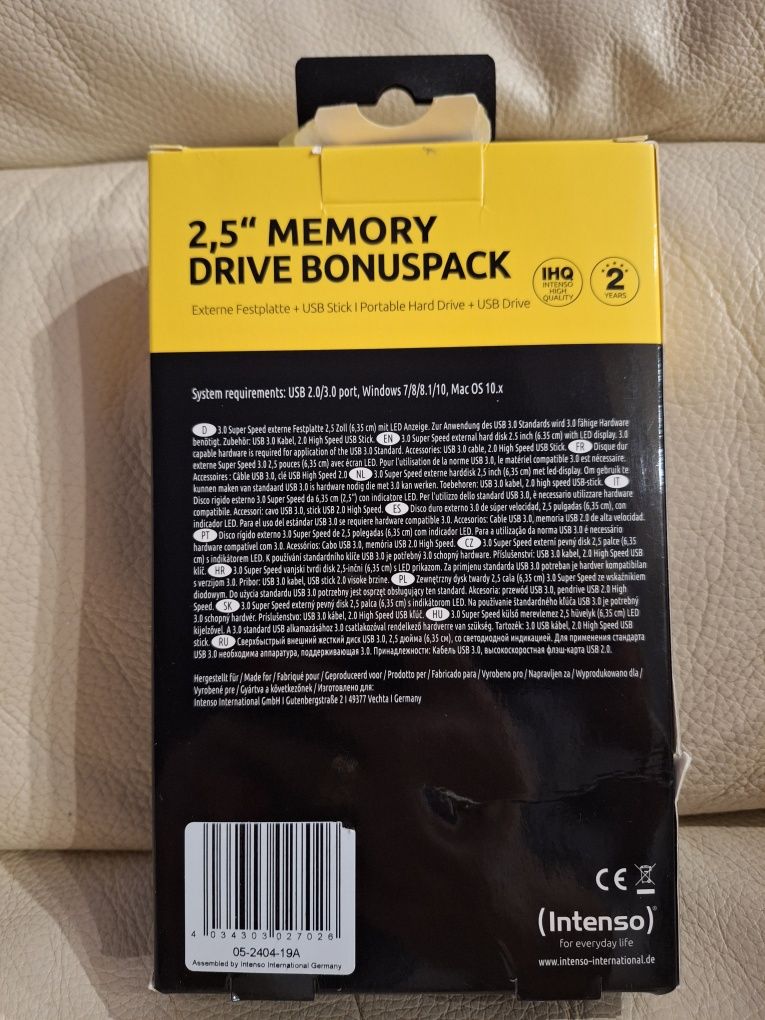 2,5“ MEMORY
DRIVE BONUSPACK
IHQ
INTENSO
HIGH
QUALITY
2
YEARS
Externe Festplatte + USB Stick I Portable Hard Drive + USB Drive
System requirements: USB 2.0/3.0 port, Windows 7/8/8.1/10, Mac OS 10.x
D 3.0 Super Speed externe Festplatte 2,5 Zoll (6,35 cm) mit LED Anzeige. Zur Anwendung des USB 3.0 Standards wird 3.0 fähige Hardware
benötigt. Zubehör: USB 3.0 Kabel, 2.0 High Speed USB Stick. EN 3.0 Super Speed external hard disk 2.5 inch (6,35 cm) with LED display. 3.0
capable hardware is required for application of the USB 3.0 Standard. Accessories: USB 3.0 cable, 2.0 High Speed USB Stick. FR Disque dur
externe Super Speed 3.0 2,5 pouces (6,35 cm) avec écran LED. Pour l'utilisation de la norme USB 3.0, le matériel compatible 3.0 est nécessaire.
Accessoires : Câble USB 3.0, clé USB High Speed 2.0 NL 3.0 Super Speed externe harddisk 2,5 inch (6,35 cm) met led-display. Om gebruik te
kunnen maken van standaard USB 3.0 is hardware nodig die met 3.0 kan werken. Toebehoren: USB 3.0 kabel, 2.0 high speed USB-stick. IT
Disco rigido esterno 3.0 Super Speed da 6,35 cm (2,5") con indicatore LED. Per l'utilizzo dello standard USB 3.0, è necessario utilizzare hardware
compatibile. Accessori: cavo USB 3.0, stick USB 2.0 High Speed. ES Disco duro externo 3.0 de súper velocidad, 2,5 pulgadas (6,35 cm), con
indicador LED. Para el uso del estándar USB 3.0 se requiere hardware compatible 3.0. Accesorios: Cable USB 3.0, memoria USB 2.0 de alta velocidad.
PT Disco rígido externo 3.0 Super Speed de 2,5 polegadas (6,35 cm) com indicador LED. Para a utilização da norma USB 3.0 é necessário
hardware compatível com 3.0. Acessórios: Cabo USB 3.0, memória USB 2.0 High Speed. CZ 3.0 Super Speed externí pevný disk 2,5 palce (6,35
cm) s indikátorem LED. K používání standardního klíče USB 3.0 je potřebný 3.0 schopný hardware. Příslušenství: USB 3.0 kabel, 2.0 High Speed USB
klíč. HR 3.0 Super Speed vanjski tvrdi disk 2,5-inčni (6,35 cm) s LED prikazom. Za primjenu standarda USB 3.0 potreban je hardver kompatibilan
s verzijom 3.0. Pribor: USB 3.0 kabel, USB stick 2.0 visoke brzine. PL Zewnętrzny dysk twardy 2,5 cala (6,35 cm) 3.0 Super Speed ze wskaźnikiem
diodowym. Do użycia standardu USB 3.0 potrzebny jest osprzęt obsługujący ten standard. Akcesoria: przewód USB 3.0, pendrive USB 2.0 High
Speed. SK 3.0 Super Speed externý pevný disk 2,5 palca (6,35 cm) s indikátorom LED. Na používanie štandardného kľúča USB 3.0 je potrebný
3.0 schopný hardvér. Príslušenstvo: USB 3.0 kábel, 2.0 High Speed USB kľúč. HU 3.0 Super Speed külső merevlemez 2,5 hüvelyk (6,35 cm) LED
kijelzővel. A 3.0 standard USB alkamazásához 3.0 csatlakozóval rendelkező hardverre van szükség. Tartozék: 3.0 USB kábel, 2.0 High Speed USB
stick. RU Сверхбыстрый внешний жесткий диск USB 3.0, 2,5 дюйма (6,35 см), со светодиодной индикацией. Для применения стандарта
USB 3.0 необходима аппаратура, поддерживающая 3.0. Принадлежности: Кабель USB 3.0, высокоскоростная флэш-карта USB 2.0.
Hergestellt für / Made for / Fabriqué pour / Geproduceerd voor / Prodotto per / Fabricado para / Vyrobeno pro / Napravljen za / Wyprodukowano dla /
Vyrobené pre / Gyártva a következőnek / Изготовлено для:
Intenso International GmbH I Gutenbergstraße 2 I 49377 Vechta I Germany
4 034303 027026
05-2404-19A
Assembled by Intenso International Germany
CE
(Intenso)®
for everyday life
www.intenso-international.de